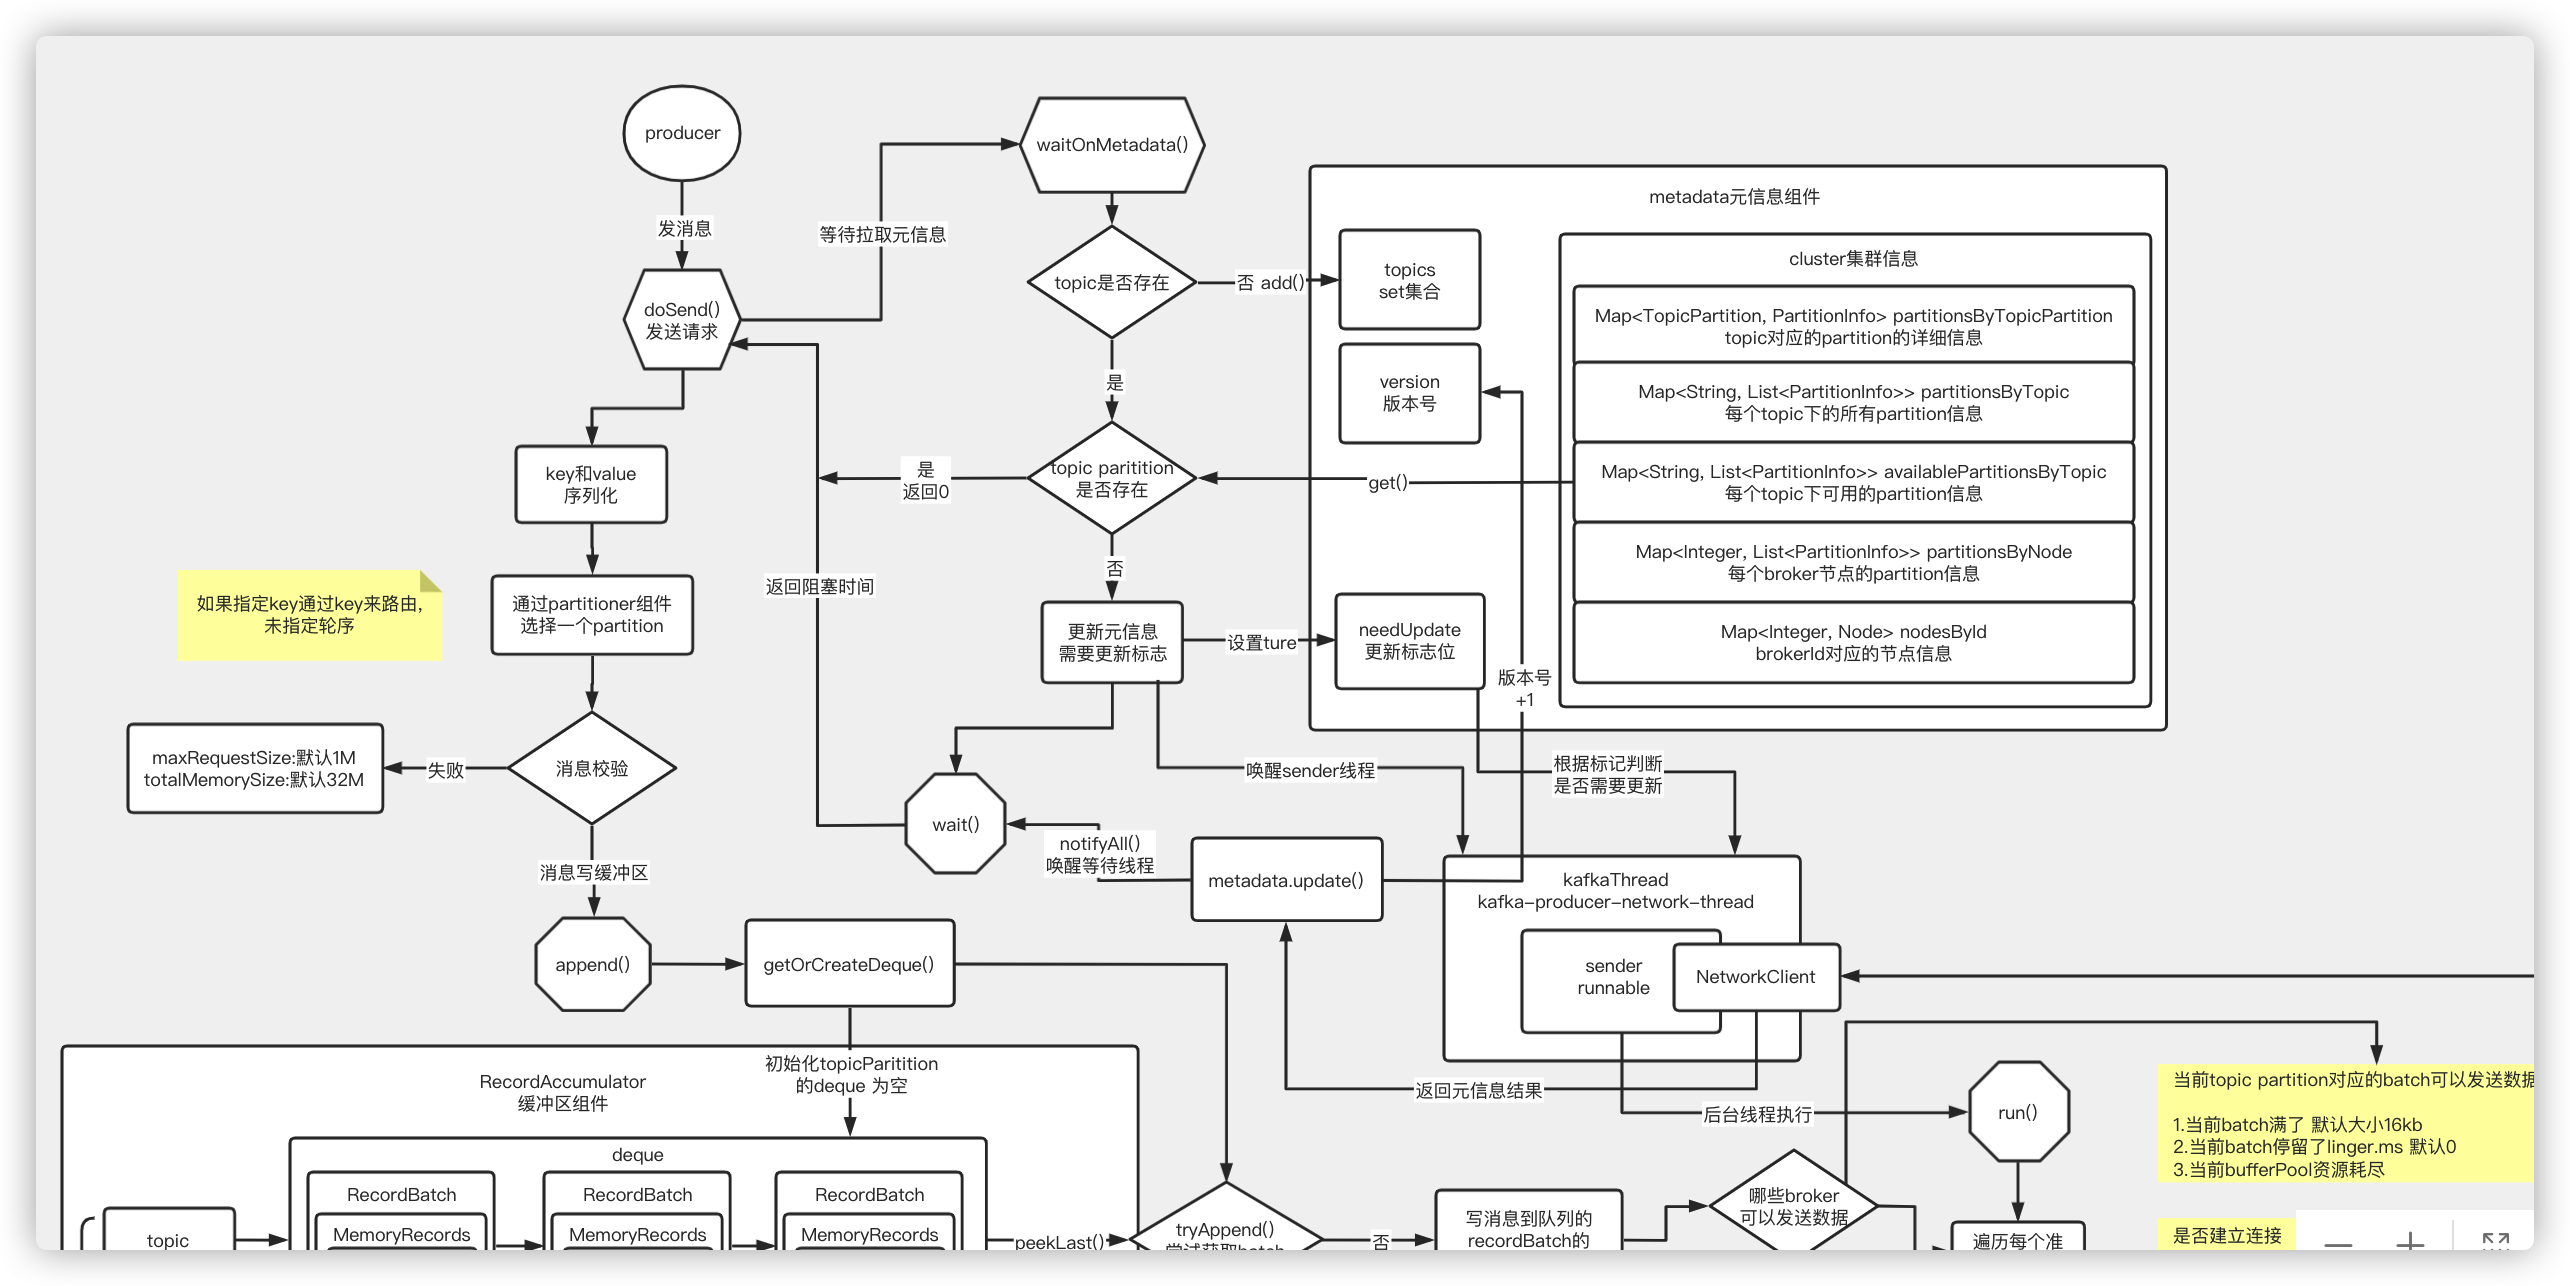 producer
发消息
doSend()
发送请求
等待拉取元信息
waitOnMetadata()
topic是否存在
否 add()
是
topic paritition
是否存在
是
返回0
get()
否
更新元信息
需要更新标志
设置ture
返回阻塞时间
metadata元信息组件
topics
set集合
version
版本号
needUpdate
更新标志位
版本号
+1
cluster集群信息
Map<TopicPartition, PartitionInfo> partitionsByTopicPartition
topic对应的partition的详细信息
Map<String, List<PartitionInfo>> partitionsByTopic
每个topic下的所有partition信息
Map<String, List<PartitionInfo>> availablePartitionsByTopic
每个topic下可用的partition信息
Map<Integer, List<PartitionInfo>> partitionsByNode
每个broker节点的partition信息
Map<Integer, Node> nodesById
brokerId对应的节点信息
key和value
序列化
通过partitioner组件
选择一个partition
如果指定key通过key来路由,
未指定轮序
消息校验
失败
maxRequestSize:默认1M
totalMemorySize:默认32M
消息写缓冲区
wait()
notifyAll()
唤醒等待线程
唤醒sender线程
根据标记判断
是否需要更新
metadata.update()
kafkaThread
kafka-producer-network-thread
sender
runnable
NetworkClient
返回元信息结果
后台线程执行
run()
append()
getOrCreateDeque()
初始化topicParitition
的deque 为空
RecordAccumulator
缓冲区组件
deque
RecordBatch
MemoryRecords
RecordBatch
MemoryRecords
RecordBatch
MemoryRecords
topic
peekLast()
tryAppend()
尝试获取batch
否
写消息到队列的
recordBatch的
哪些broker
可以发送数据
遍历每个准
当前topic partition对应的batch可以发送数据
1.当前batch满了 默认大小16kb
2.当前batch停留了linger.ms 默认0
3.当前bufferPool资源耗尽
是否建立连接